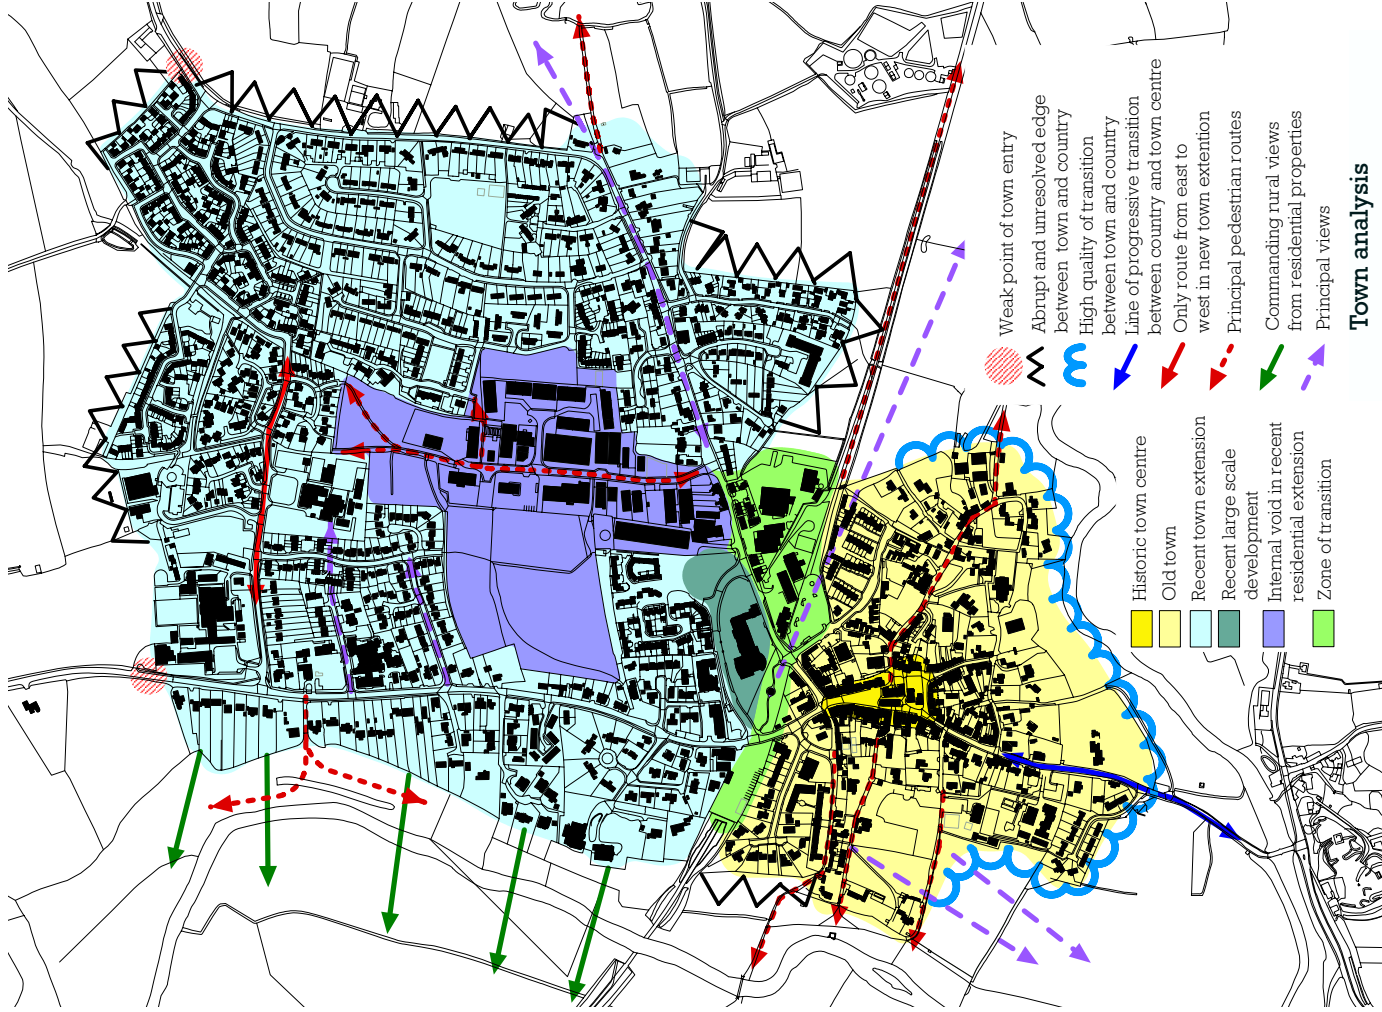 Weak point of town entry
Abrupt and unresolved edge
between town and country
High quality of transition
between town and country
Line of progressive transition
between country and town centre
Only route from east to
west in new town extention
Principal pedestrian routes
Commanding rural views
from residential properties
Principal views
Town analysis
Historic town centre
Old town
Recent town extension
Recent large scale
development
Internal void in recent
residential extension
Zone of transition